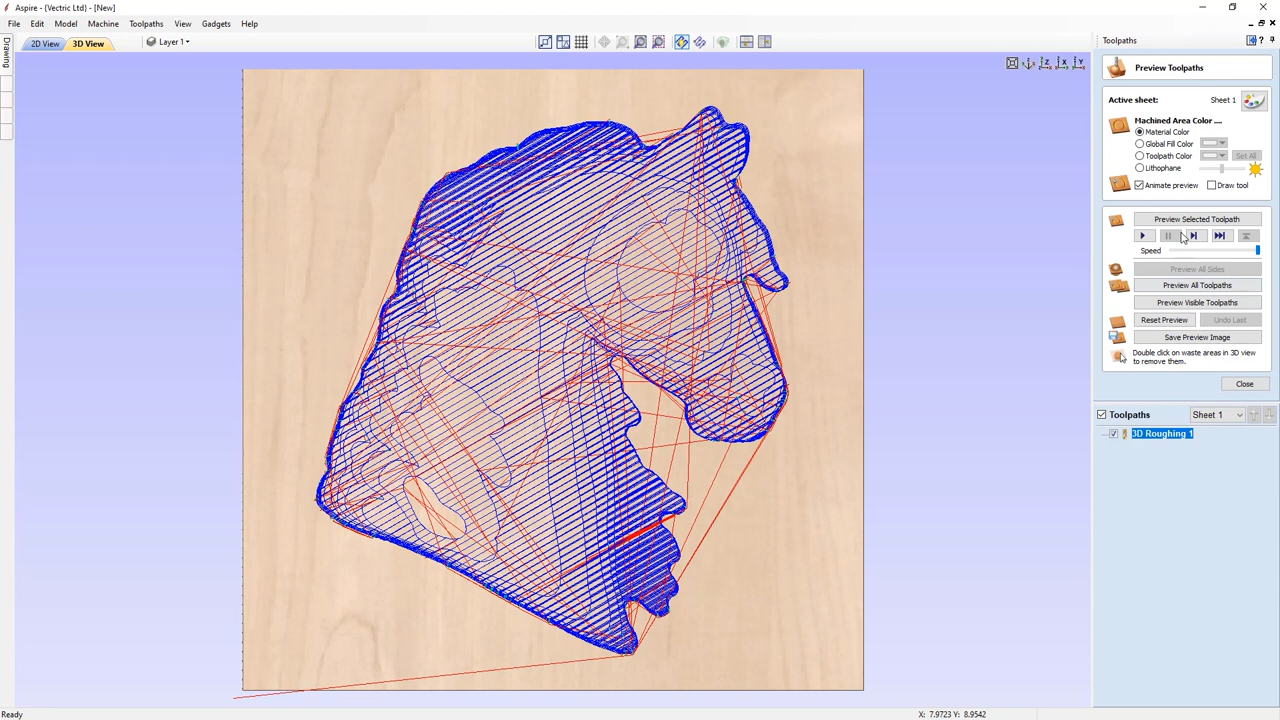 Aspire - {Vectric Ltd} - [New]
File Edit Model Machine Toolpaths View Gadgets Help
Drawing
2D View 3D View Layer 1
Toolpaths
Preview Toolpaths
Active sheet: Sheet 1
Machined Area Color ....
Material Color
Global Fill Color
Toolpath Color Set All
Lithophane
Animate preview Draw tool
Preview Selected Toolpath
Speed
Preview All Sides
Preview All Toolpaths
Preview Visible Toolpaths
Reset Preview Undo Last
Save Preview Image
Double click on waste areas in 3D view
to remove them.
Close
Toolpaths Sheet 1
3D Roughing 1
Ready X: 7.9723 Y: 8.9542